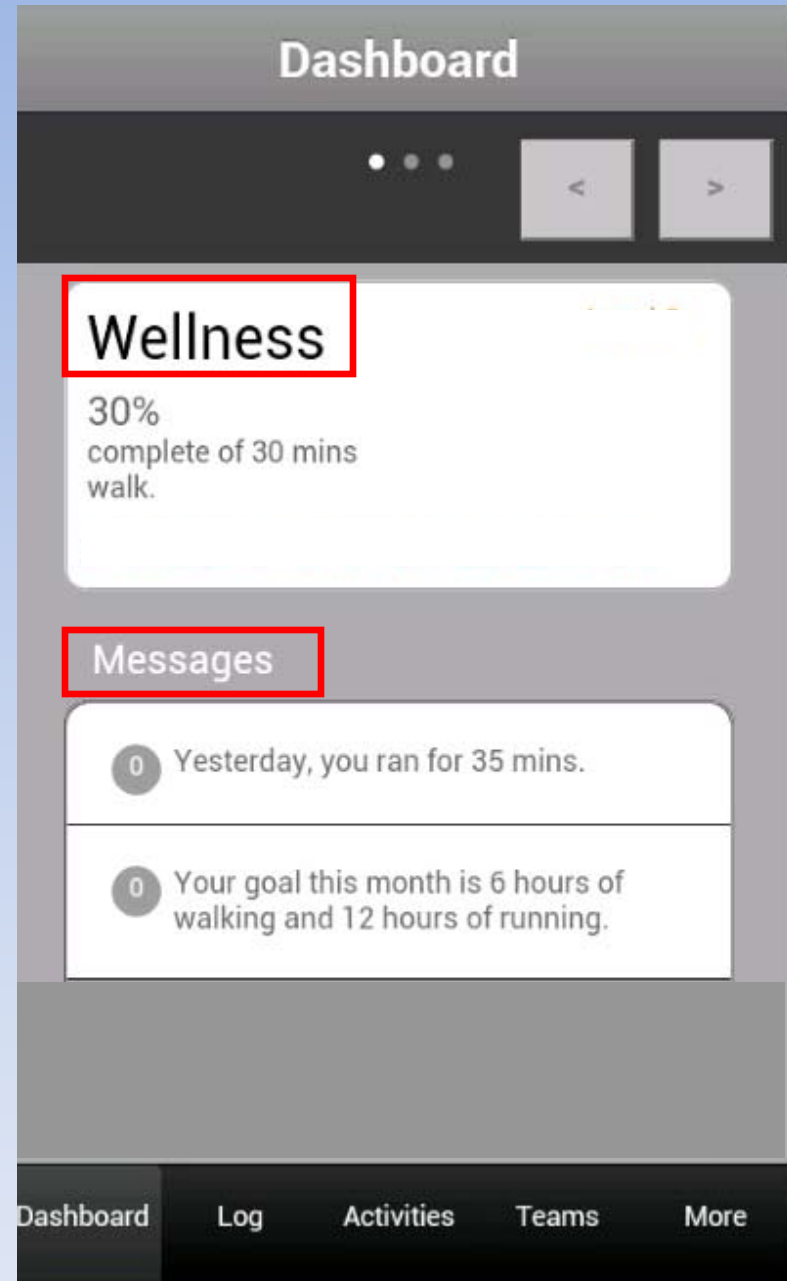 Dashboard
< >
Wellness
30%
complete of 30 mins
walk.
Messages
0 Yesterday, you ran for 35 mins.
0 Your goal this month is 6 hours of
walking and 12 hours of running.
Dashboard Log Activities Teams More